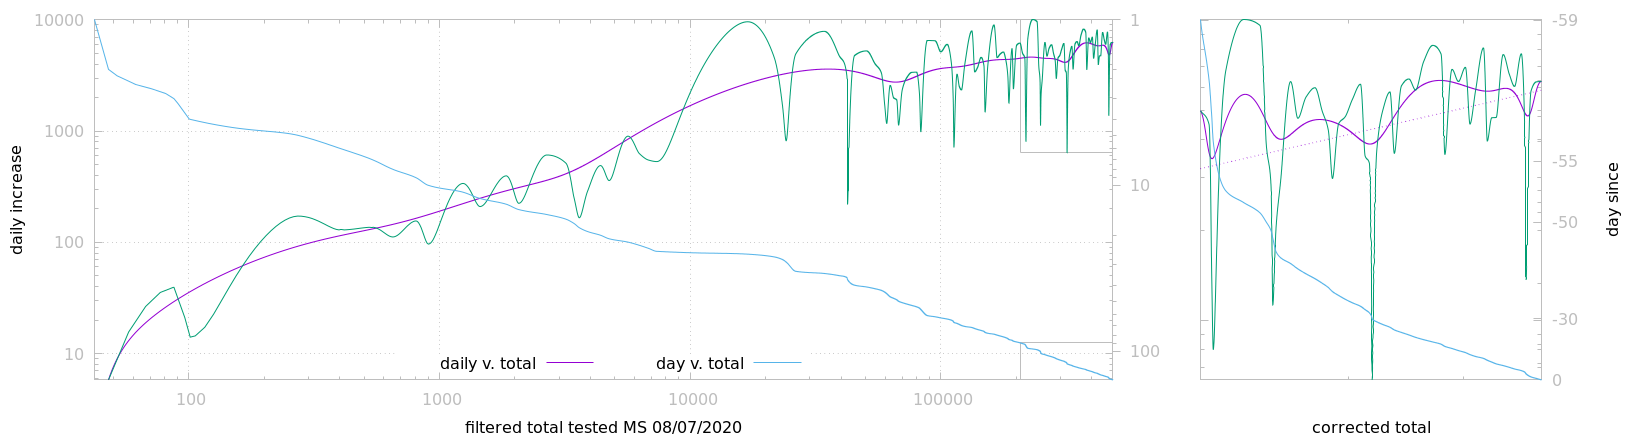 10000
1000
100
10
daily increase
100
1000
10000
100000
filtered total tested MS 08/07/2020
daily v. total
day v. total
1
10
100
-59
-55
-50
-30
0
day since
corrected total